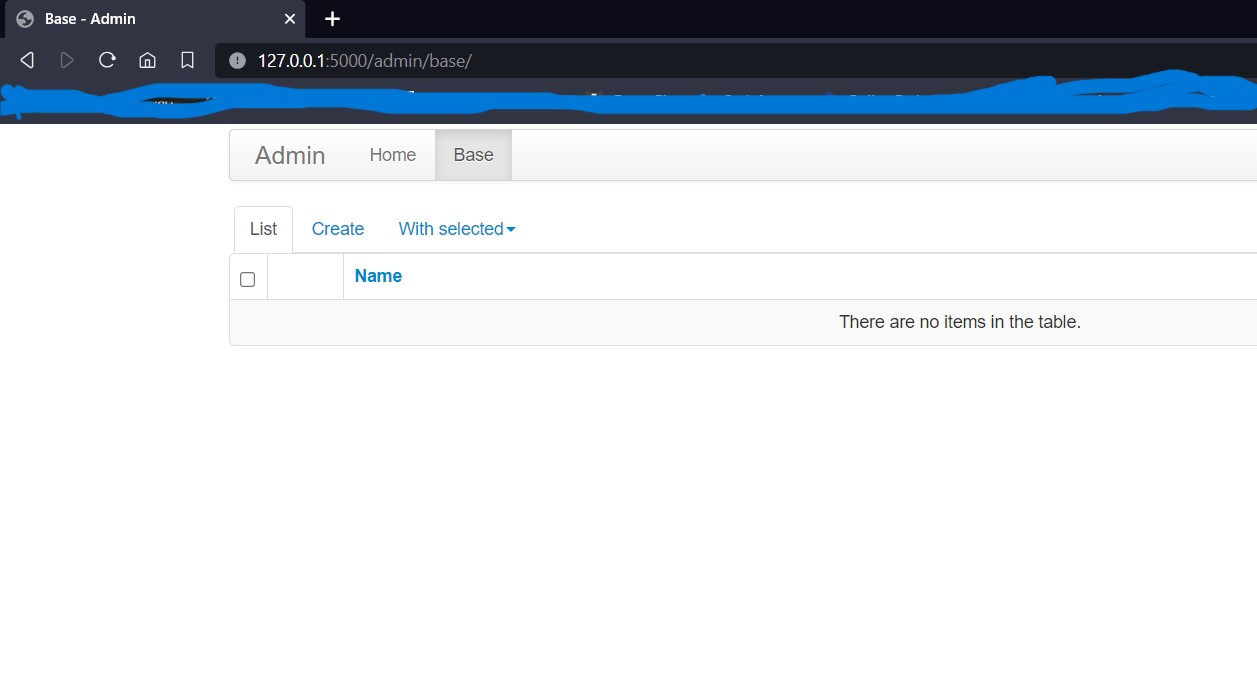 Base - Admin
127.0.0.1:5000/admin/base/
Admin Home Base
List Create With selected
Name
There are no items in the table.